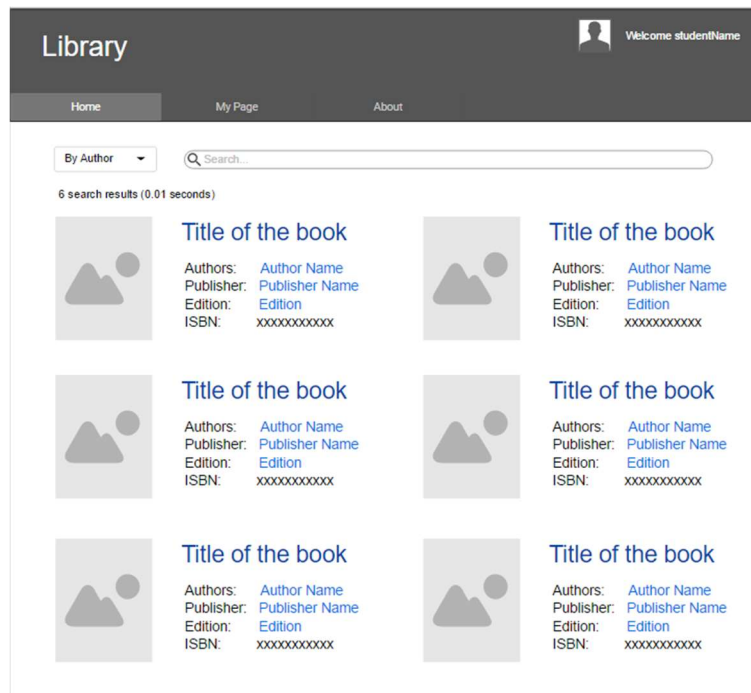 Library
Welcome studentName
Home My Page About
By Author Search...
6 search results (0.01 seconds)
Title of the book
Authors: Author Name
Publisher: Publisher Name
Edition: Edition
ISBN: xxxxxxxxxxx
Title of the book
Authors: Author Name
Publisher: Publisher Name
Edition: Edition
ISBN: xxxxxxxxxxx
Title of the book
Authors: Author Name
Publisher: Publisher Name
Edition: Edition
ISBN: xxxxxxxxxxx
Title of the book
Authors: Author Name
Publisher: Publisher Name
Edition: Edition
ISBN: xxxxxxxxxxx
Title of the book
Authors: Author Name
Publisher: Publisher Name
Edition: Edition
ISBN: xxxxxxxxxxx
Title of the book
Authors: Author Name
Publisher: Publisher Name
Edition: Edition
ISBN: xxxxxxxxxxx